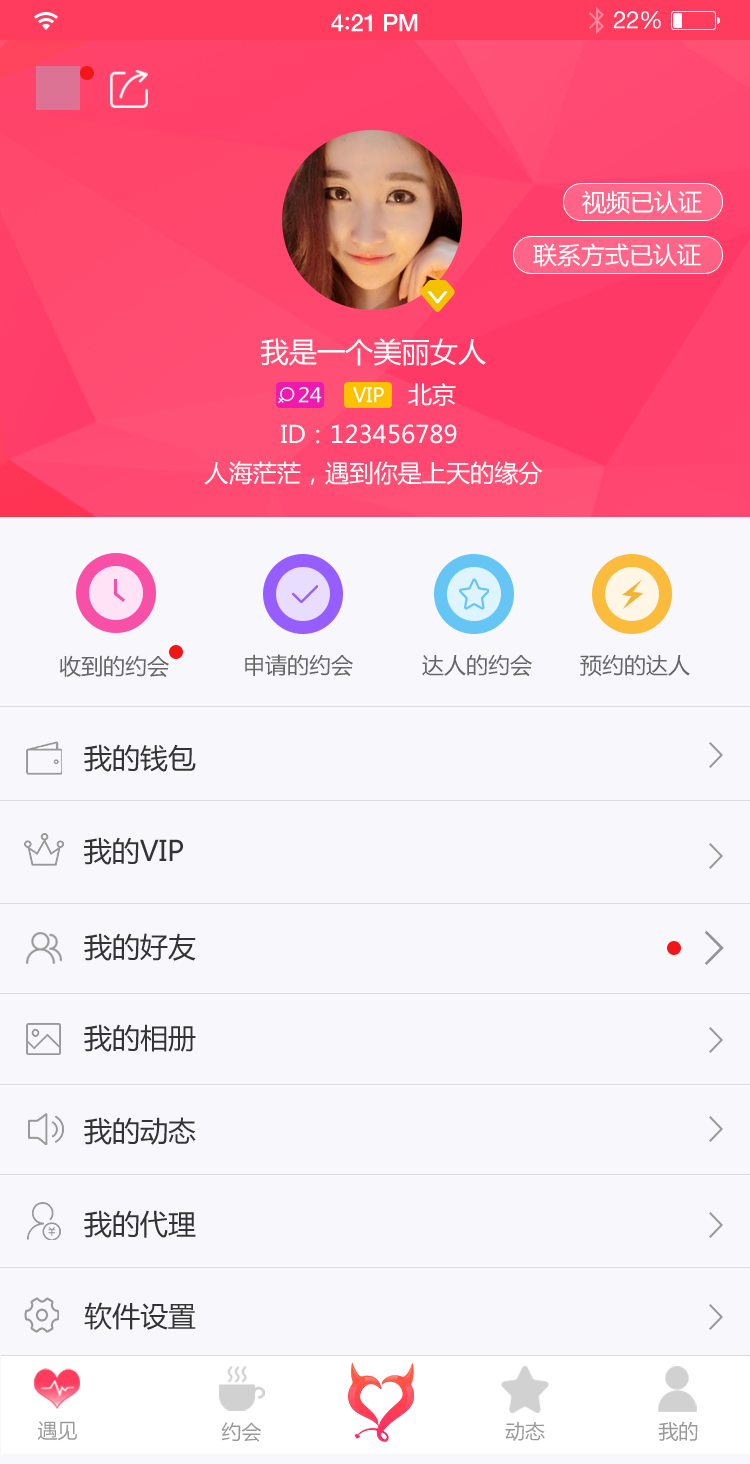 4:21 PM
22%
视频已认证
联系方式已认证
我是一个美丽女人
24 VIP 北京
ID：123456789
人海茫茫，遇到你是上天的缘分
收到的约会 申请的约会 达人的约会 预约的达人
我的钱包
我的VIP
我的好友
我的相册
我的动态
我的代理
¥
软件设置
遇见 约会 动态 我的